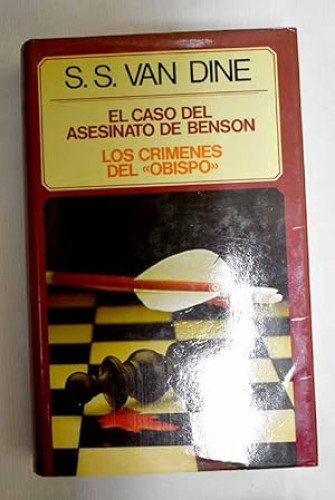 S. S. VAN DINE
EL CASO DEL
ASESINATO DE BENSON
LOS CRIMENES
DEL «OBISPO»